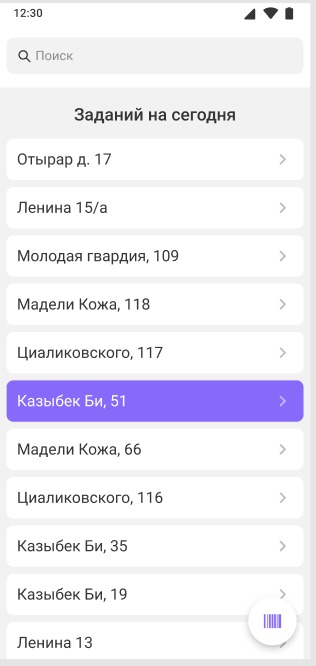 12:30
Поиск
Заданий на сегодня
Отырар д. 17
Ленина 15/а
Молодая гвардия, 109
Мадели Кожа, 118
Циаликовского, 117
Казыбек Би, 51
Мадели Кожа, 66
Циаликовского, 116
Казыбек Би, 35
Казыбек Би, 19
Ленина 13